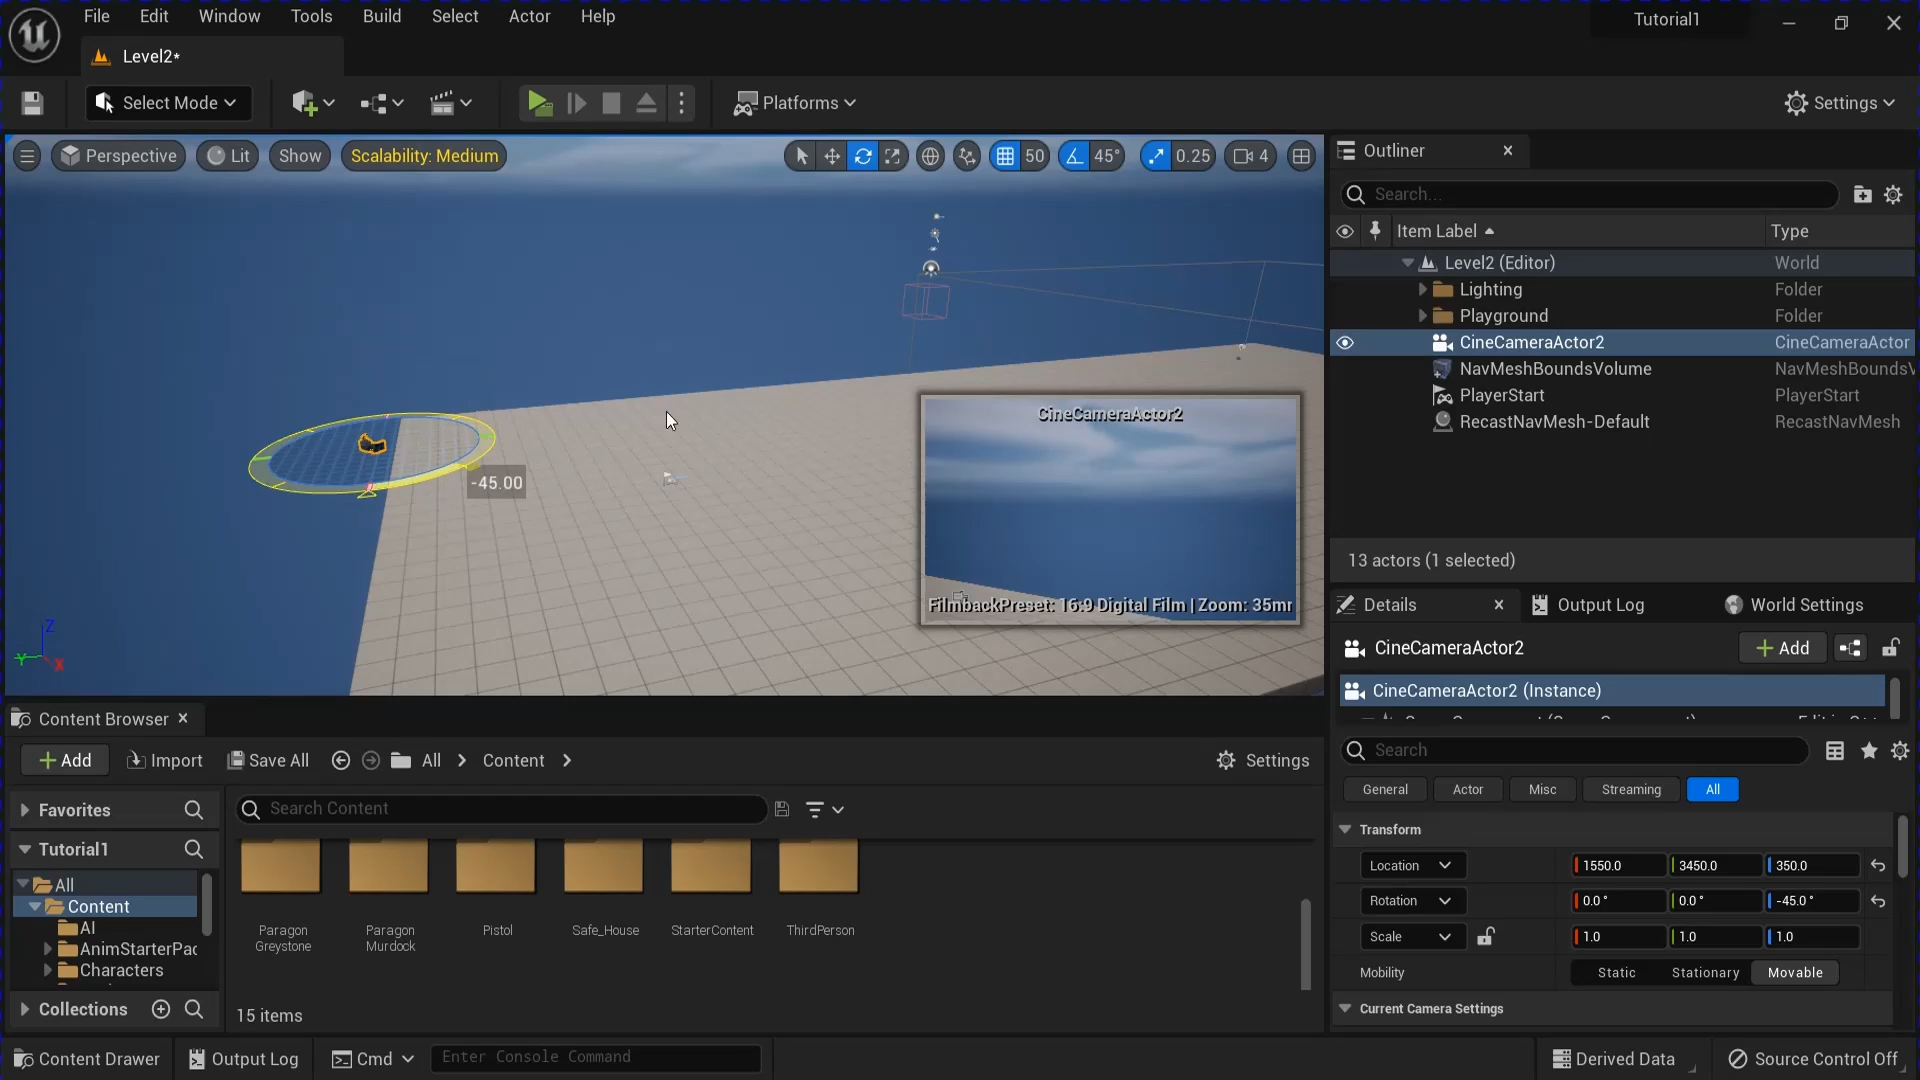 File Edit Window Tools Build Select Actor Help
Tutorial1
Level2*
Select Mode
Platforms
Settings
Perspective
Lit
Show
Scalability: Medium
50
45°
0.25
4
-45.00
CineCameraActor2
FilmbackPreset: 16:9 Digital Film | Zoom: 35m
Z
Y
X
Outliner
Search...
Item Label
Type
Level2 (Editor)
World
Lighting
Folder
Playground
Folder
CineCameraActor2
CineCameraActor
NavMeshBoundsVolume
NavMeshBoundsV
PlayerStart
PlayerStart
RecastNavMesh-Default
RecastNavMesh
13 actors (1 selected)
Details
Output Log
World Settings
CineCameraActor2
Add
CineCameraActor2 (Instance)
Search
General
Actor
Misc
Streaming
All
Transform
Location
1550.0
3450.0
350.0
Rotation
0.0 °
0.0 °
-45.0 °
Scale
1.0
1.0
1.0
Mobility
Static
Stationary
Movable
Current Camera Settings
Content Browser
Add
Import
Save All
All
Content
Settings
Favorites
Tutorial1
All
Content
AI
AnimStarterPac
Characters
Collections
Search Content
Paragon
Greystone
Paragon
Murdock
Pistol
Safe_House
StarterContent
ThirdPerson
15 items
Content Drawer
Output Log
Cmd
Enter Console Command
Derived Data
Source Control Off